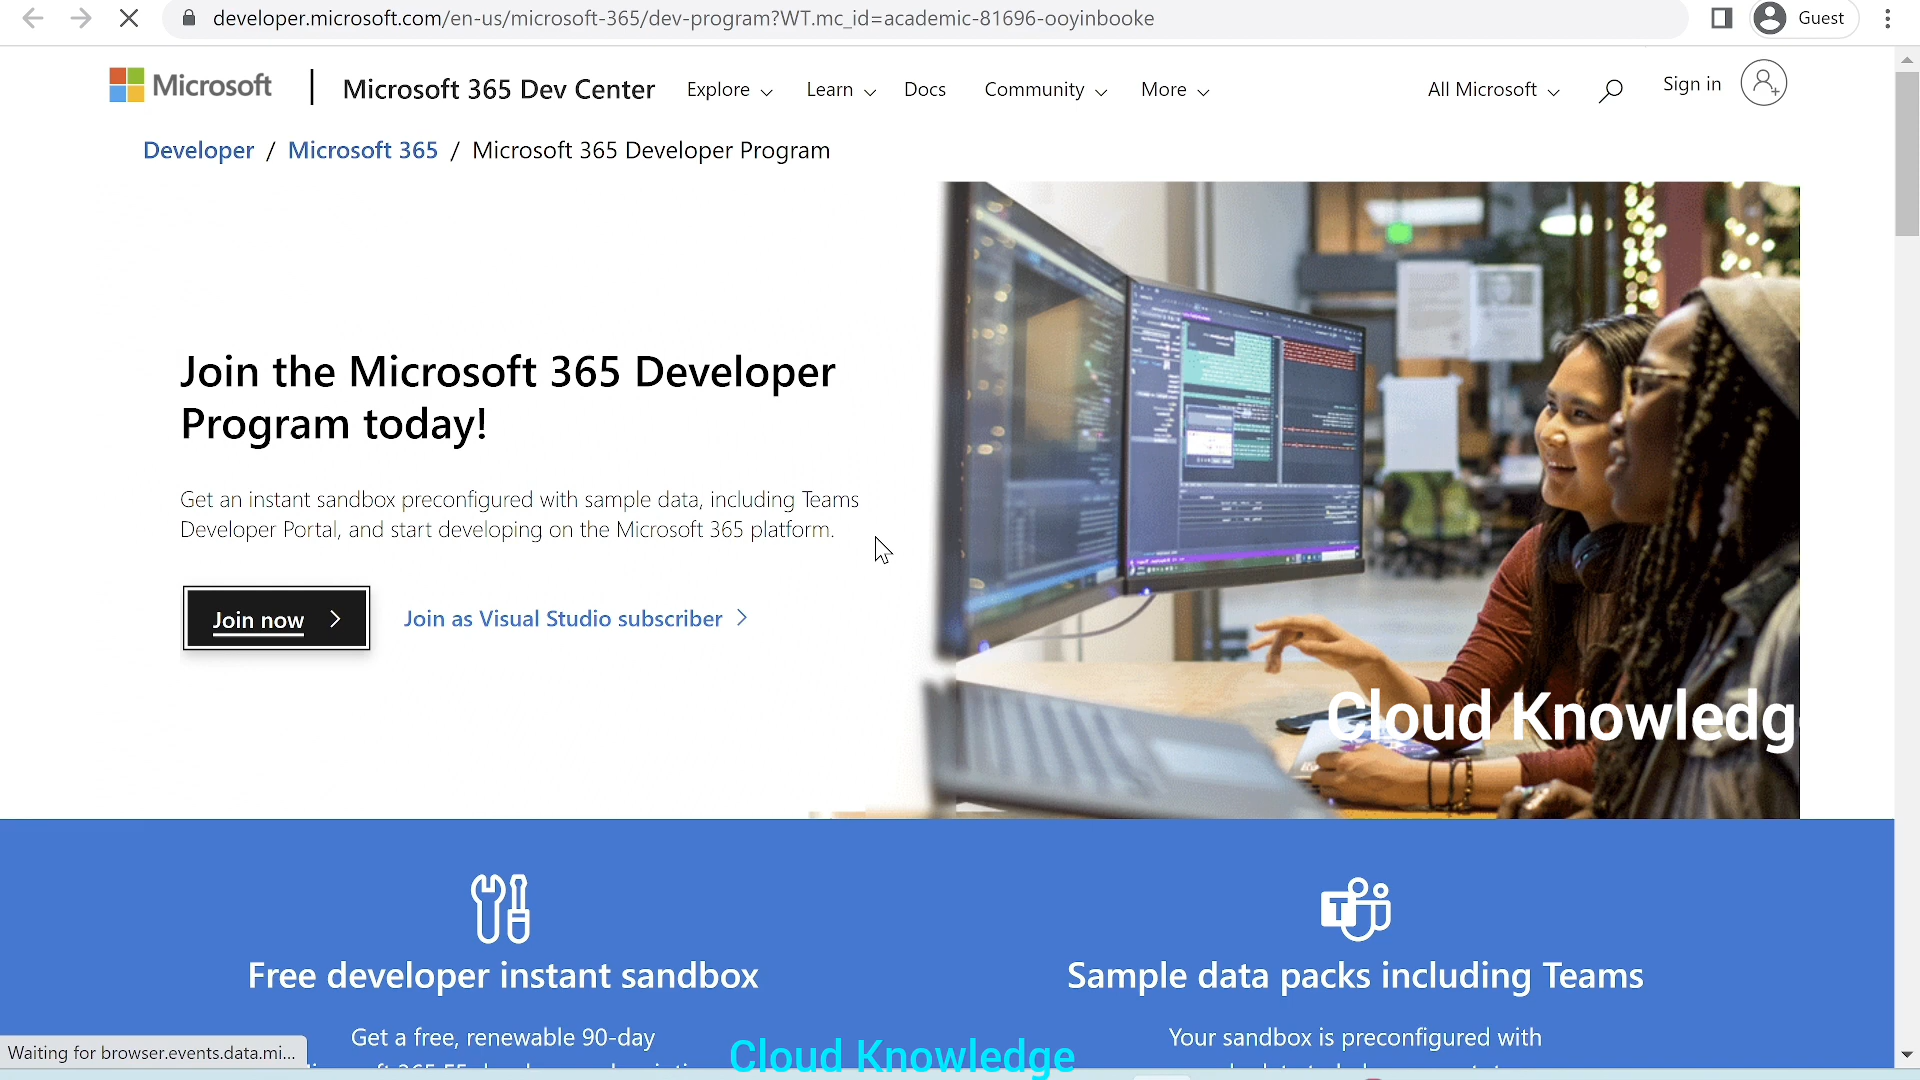 developer.microsoft.com/en-us/microsoft-365/dev-program?WT.mc_id=academic-81696-ooyinbooke
Guest
Microsoft
Microsoft 365 Dev Center
Explore
Learn
Docs
Community
More
All Microsoft
Sign in
Developer / Microsoft 365 / Microsoft 365 Developer Program
Join the Microsoft 365 Developer
Program today!
Get an instant sandbox preconfigured with sample data, including Teams
Developer Portal, and start developing on the Microsoft 365 platform.
Join now
Join as Visual Studio subscriber
Cloud Knowledg
Free developer instant sandbox
Sample data packs including Teams
Get a free, renewable 90-day
Your sandbox is preconfigured with
Waiting for browser.events.data.mi...
Cloud Knowledge